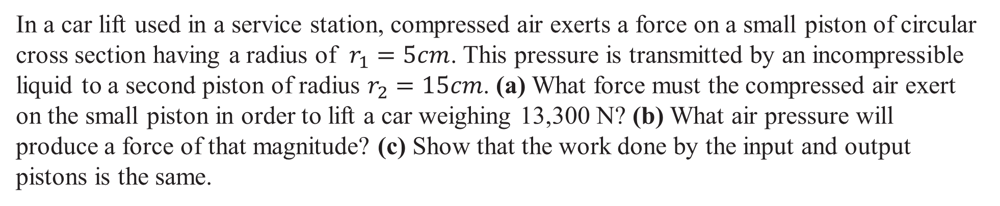 In a car lift used in a service station, compressed air exerts a force on a small piston of circular
cross section having a radius of r₁ = 5cm. This pressure is transmitted by an incompressible
liquid to a second piston of radius r₂ = 15cm. (a) What force must the compressed air exert
on the small piston in order to lift a car weighing 13,300 N? (b) What air pressure will
produce a force of that magnitude? (c) Show that the work done by the input and output
pistons is the same.